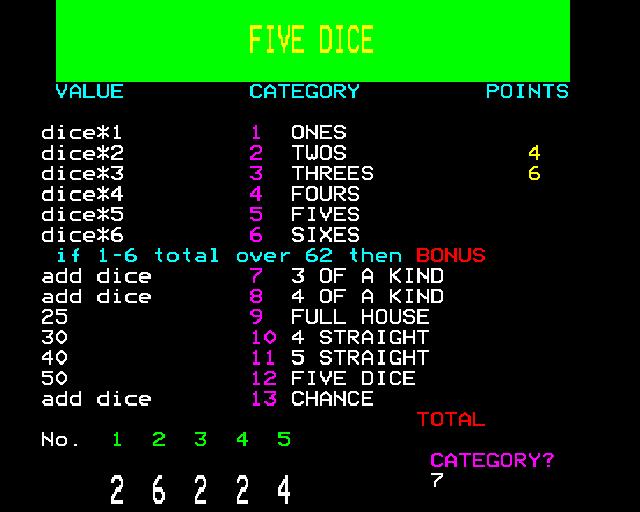 FIVE DICE
VALUE CATEGORY POINTS
dice*1 1 ONES
dice*2 2 TWOS 4
dice*3 3 THREES 6
dice*4 4 FOURS
dice*5 5 FIVES
dice*6 6 SIXES
if 1-6 total over 62 then BONUS
add dice 7 3 OF A KIND
add dice 8 4 OF A KIND
25 9 FULL HOUSE
30 10 4 STRAIGHT
40 11 5 STRAIGHT
50 12 FIVE DICE
add dice 13 CHANCE
TOTAL
No. 1 2 3 4 5
CATEGORY?
2 6 2 2 4 7